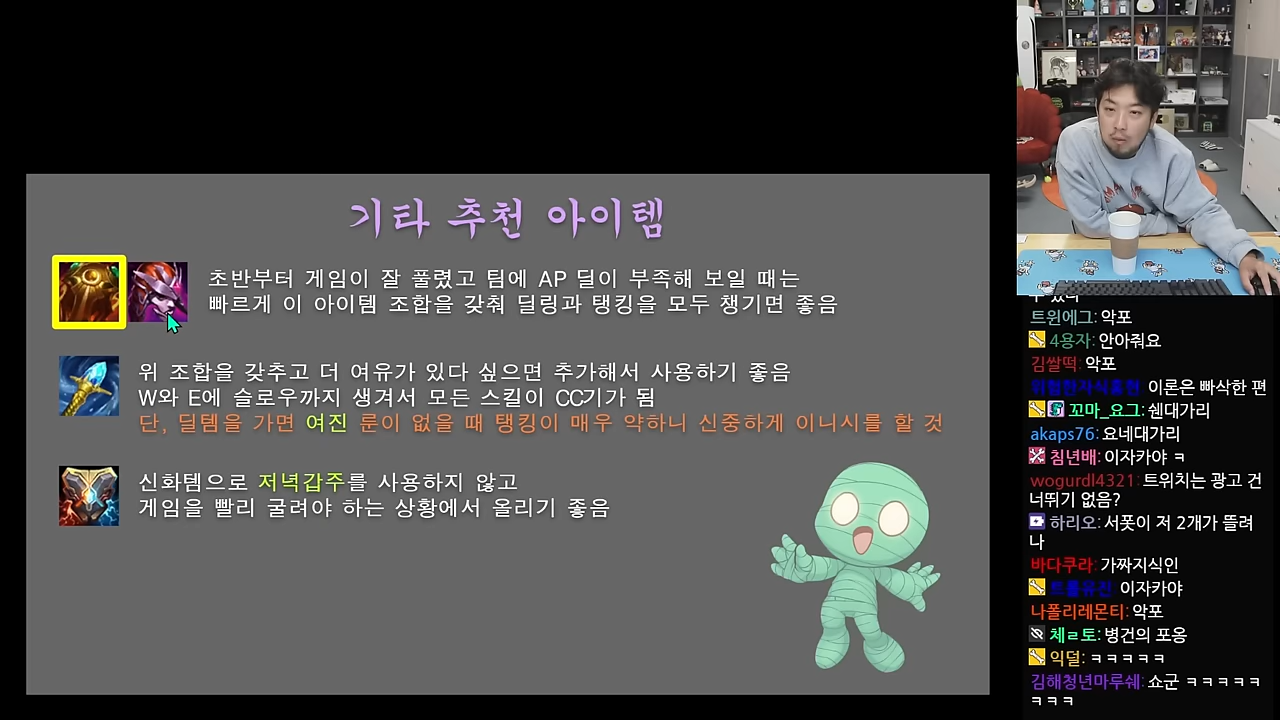 기타 추천 아이템
초반부터 게임이 잘 풀렸고 팀에 AP 딜이 부족해 보일 때는
빠르게 이 아이템 조합을 갖춰 딜링과 탱킹을 모두 챙기면 좋음
위 조합을 갖추고 더 여유가 있다 싶으면 추가해서 사용하기 좋음
W와 E에 슬로우까지 생겨서 모든 스킬이 CC기가 됨
단, 딜템을 가면 여진 룬이 없을 때 탱킹이 매우 약하니 신중하게 이니시를 할 것
신화템으로 저녁갑주를 사용하지 않고
게임을 빨리 굴려야 하는 상황에서 올리기 좋음
트윈에그: 악포
4용자: 안아줘요
김쌀떡: 악포
이론은 빠삭한 편
꼬마_요그: 쉔대가리
akaps76: 요네대가리
침년배: 이자카야 ㅋ
wogurdl4321: 트위치는 광고 건
너뛰기 없음?
하리오: 서폿이 저 2개가 뜰려
나
바다쿠라: 가짜지식인
트롤유진: 이자카야
나폴리레몬티: 악포
체ㄹ토: 병건의 포옹
익덜: ㅋㅋㅋㅋㅋ
김해청년마루쉐: 쇼군 ㅋㅋㅋㅋㅋ
ㅋㅋㅋ